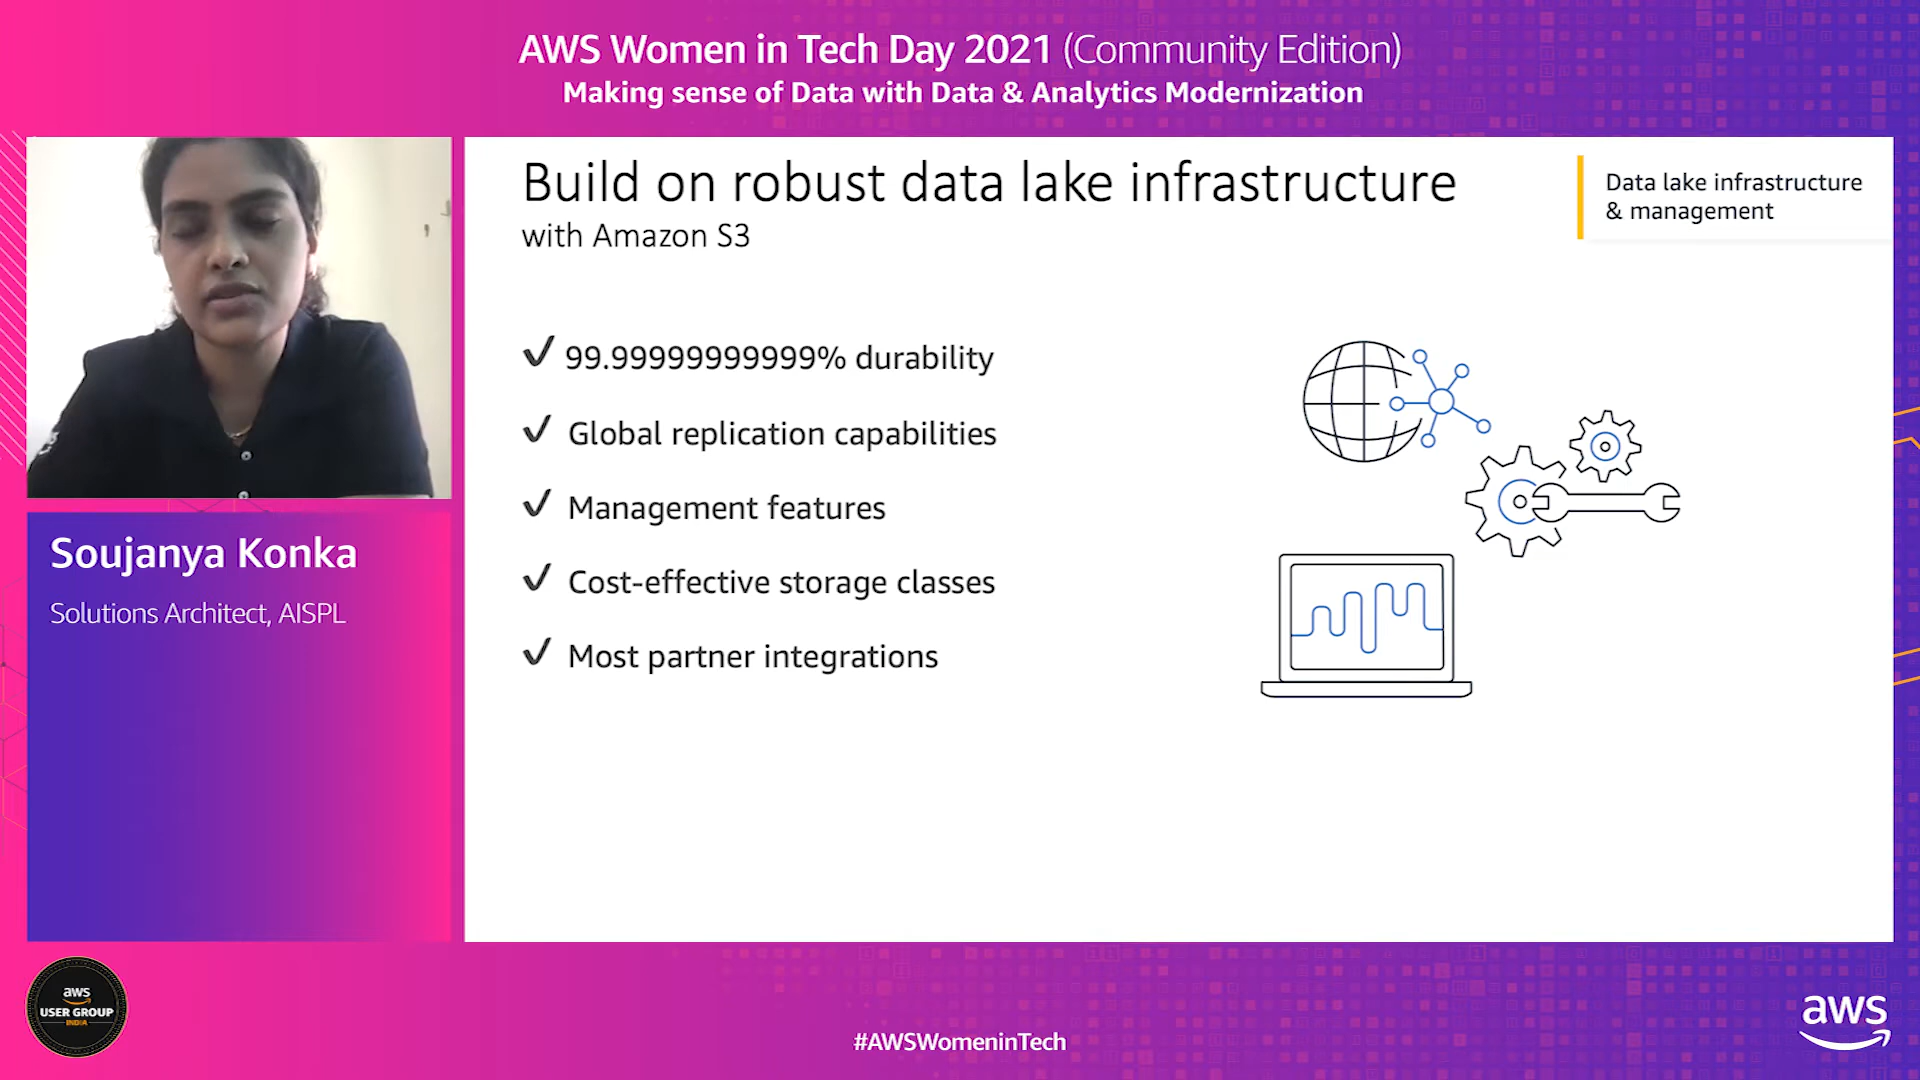 AWS Women in Tech Day 2021 (Community Edition)
Making sense of Data with Data & Analytics Modernization
Build on robust data lake infrastructure
with Amazon S3
Data lake infrastructure
& management
✓ 99.99999999999% durability
✓ Global replication capabilities
✓ Management features
✓ Cost-effective storage classes
✓ Most partner integrations
Soujanya Konka
Solutions Architect, AISPL
aws
USER GROUP
INDIA
#AWSWomeninTech
aws